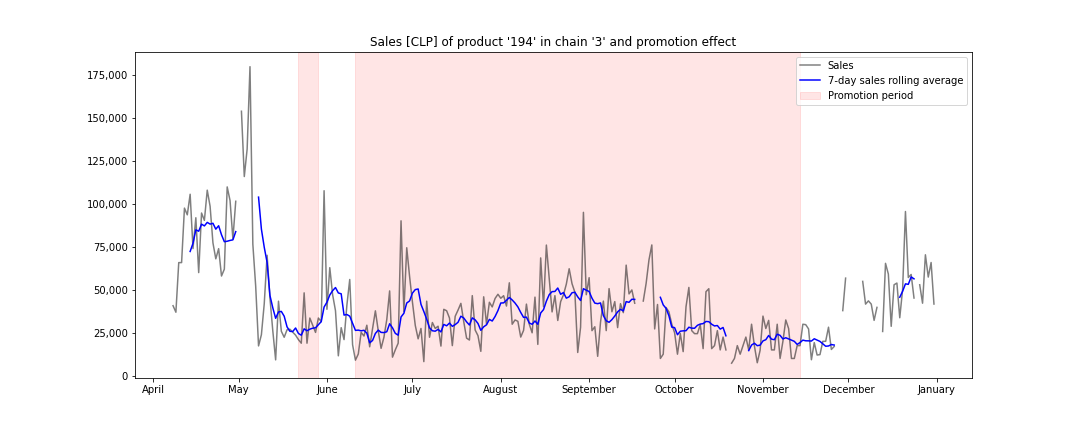 Sales [CLP] of product '194' in chain '3' and promotion effect
175,000
150,000
125,000
100,000
75,000
50,000
25,000
0
Sales
7-day sales rolling average
Promotion period
April May June July August September October November December January